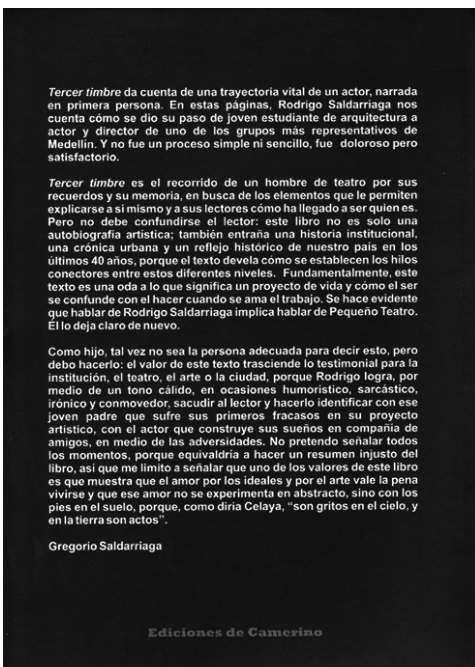 Tercer timbre da cuenta de una trayectoria vital de un actor, narrada
en primera persona. En estas páginas, Rodrigo Saldarriaga nos
cuenta cómo se dio su paso de joven estudiante de arquitectura a
actor y director de uno de los grupos más representativos de
Medellín. Y no fue un proceso simple ni sencillo, fue doloroso pero
satisfactorio.
Tercer timbre es el recorrido de un hombre de teatro por sus
recuerdos y su memoria, en busca de los elementos que le permiten
explicarse a sí mismo y a sus lectores cómo ha llegado a ser quien es.
Pero no debe confundirse el lector: este libro no es solo una
autobiografía artística; también entraña una historia institucional,
una crónica urbana y un reflejo histórico de nuestro país en los
últimos 40 años, porque el texto devela cómo se establecen los hilos
conectores entre estos diferentes niveles. Fundamentalmente, este
texto es una oda a lo que significa un proyecto de vida y cómo el ser
se confunde con el hacer cuando se ama el trabajo. Se hace evidente
que hablar de Rodrigo Saldarriaga implica hablar de Pequeño Teatro.
Él lo deja claro de nuevo.
Como hijo, tal vez no sea la persona adecuada para decir esto, pero
debo hacerlo: el valor de este texto trasciende lo testimonial para la
institución, el teatro, el arte o la ciudad, porque Rodrigo logra, por
medio de un tono cálido, en ocasiones humorístico, sarcástico,
irónico y conmovedor, sacudir al lector y hacerlo identificar con ese
joven padre que sufre sus primeros fracasos en su proyecto
artístico, con el actor que construye sus sueños en compañía de
amigos, en medio de las adversidades. No pretendo señalar todos
los momentos, porque equivaldría a hacer un resumen injusto del
libro, así que me limito a señalar que uno de los valores de este libro
es que muestra que el amor por los ideales y por el arte vale la pena
vivirse y que ese amor no se experimenta en abstracto, sino con los
pies en el suelo, porque, como diría Celaya, "son gritos en el cielo, y
en la tierra son actos".
Gregorio Saldarriaga
Ediciones de Camerino